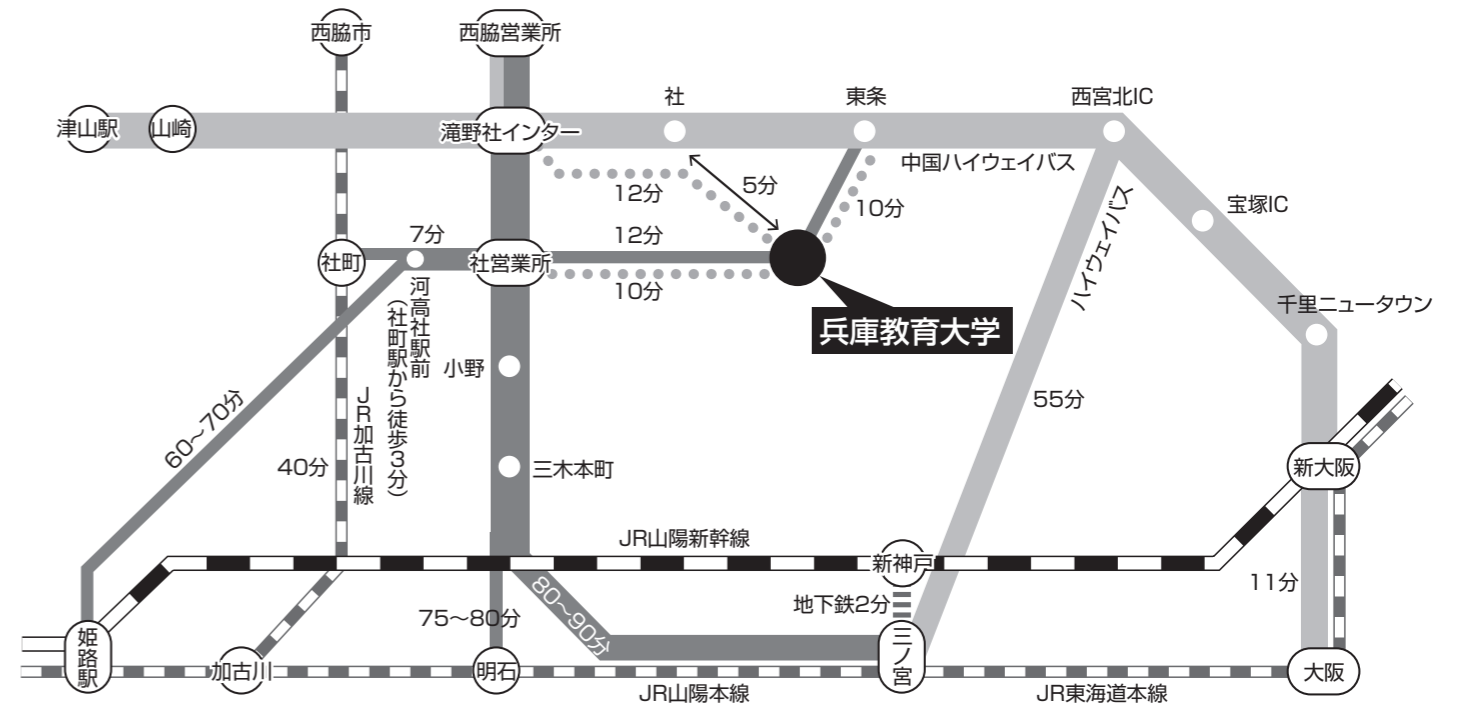 西脇市
西脇営業所
津山駅
山崎
滝野社インター
社
東条
西宮北IC
中国ハイウェイバス
12分
5分
10分
宝塚IC
7分
12分
社町
社営業所
10分
ハイウェイバス
千里ニュータウン
兵庫教育大学
河高社駅前
（社町駅から徒歩3分）
小野
60〜70分
JR加古川線
55分
40分
三木本町
新大阪
JR山陽新幹線
新神戸
80〜90分
11分
75〜80分
地下鉄2分
姫路駅
加古川
明石
三ノ宮
大阪
JR山陽本線
JR東海道本線